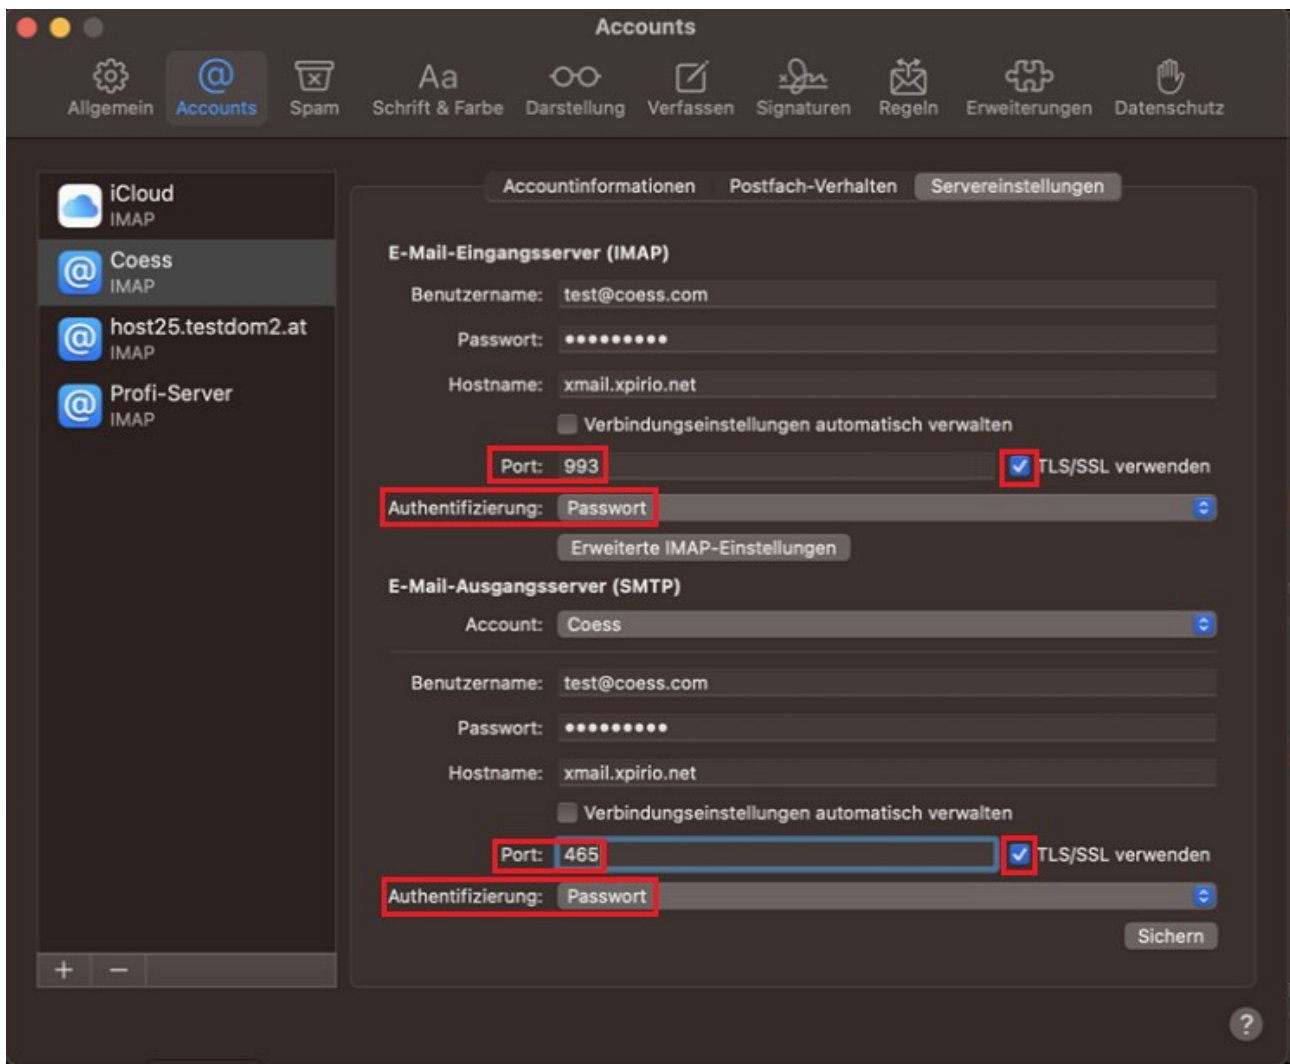 Accounts
Allgemein Accounts Spam Schrift & Farbe Darstellung Verfassen Signaturen Regeln Erweiterungen Datenschutz
iCloud
IMAP
Coess
IMAP
host25.testdom2.at
IMAP
Profi-Server
IMAP
Accountinformationen Postfach-Verhalten Servereinstellungen
E-Mail-Eingangsserver (IMAP)
Benutzername: test@coess.com
Passwort: •••••••••
Hostname: xmail.xpirio.net
Verbindungseinstellungen automatisch verwalten
Port: 993 TLS/SSL verwenden
Authentifizierung: Passwort
Erweiterte IMAP-Einstellungen
E-Mail-Ausgangsserver (SMTP)
Account: Coess
Benutzername: test@coess.com
Passwort: •••••••••
Hostname: xmail.xpirio.net
Verbindungseinstellungen automatisch verwalten
Port: 465 TLS/SSL verwenden
Authentifizierung: Passwort
Sichern
+ −
?